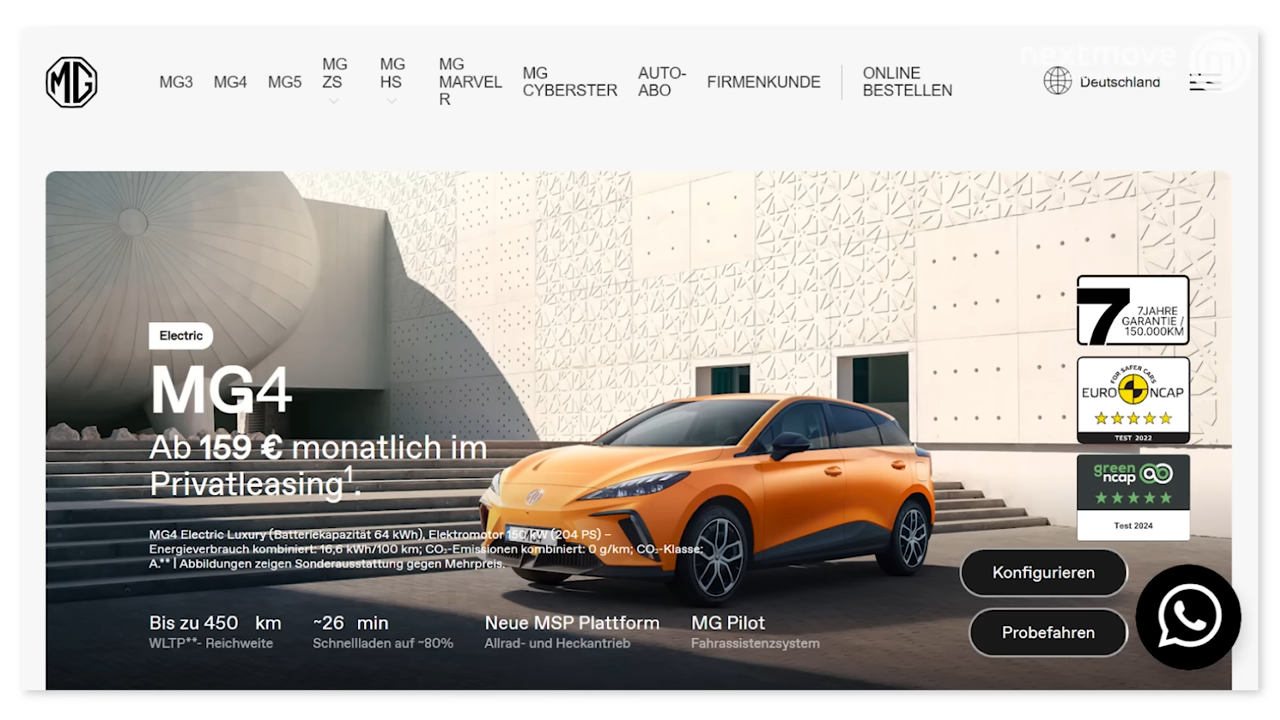 nextmove
MG
MG3
MG4
MG5
MG
ZS
MG
HS
MG
MARVEL
R
MG
CYBERSTER
AUTO-
ABO
FIRMENKUNDE
ONLINE
BESTELLEN
Deutschland
Electric
MG4
Ab 159 € monatlich im
Privatleasing¹.
MG4 Electric Luxury (Batteriekapazität 64 kWh), Elektromotor 150 kW (204 PS) –
Energieverbrauch kombiniert: 16,6 kWh/100 km; CO₂-Emissionen kombiniert: 0 g/km; CO₂-Klasse:
A.** | Abbildungen zeigen Sonderausstattung gegen Mehrpreis.
Bis zu 450 km
WLTP**- Reichweite
~26 min
Schnellladen auf ~80%
Neue MSP Plattform
Allrad- und Heckantrieb
MG Pilot
Fahrassistenzsystem
7
7JAHRE
GARANTIE /
150.000KM
FOR SAFER CARS
EURO NCAP
TEST 2022
green
ncap
Test 2024
Konfigurieren
Probefahren